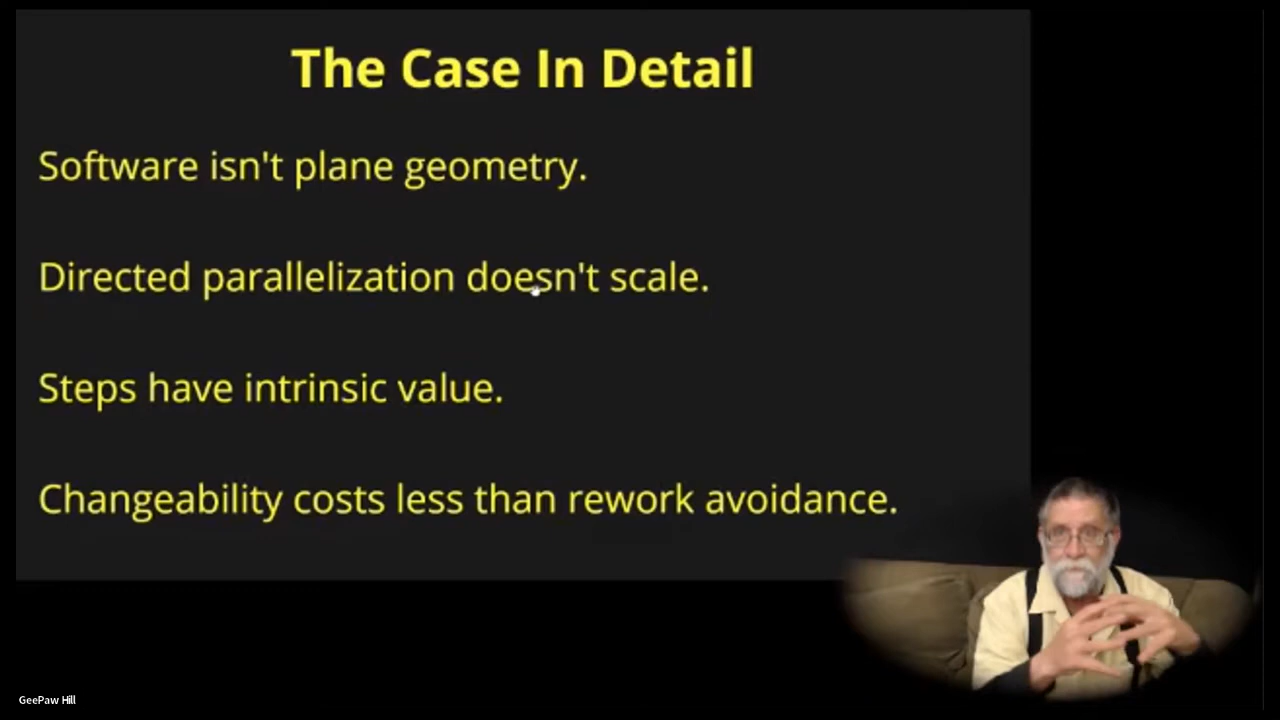 The Case In Detail
Software isn't plane geometry.
Directed parallelization doesn't scale.
Steps have intrinsic value.
Changeability costs less than rework avoidance.
GeePaw Hill